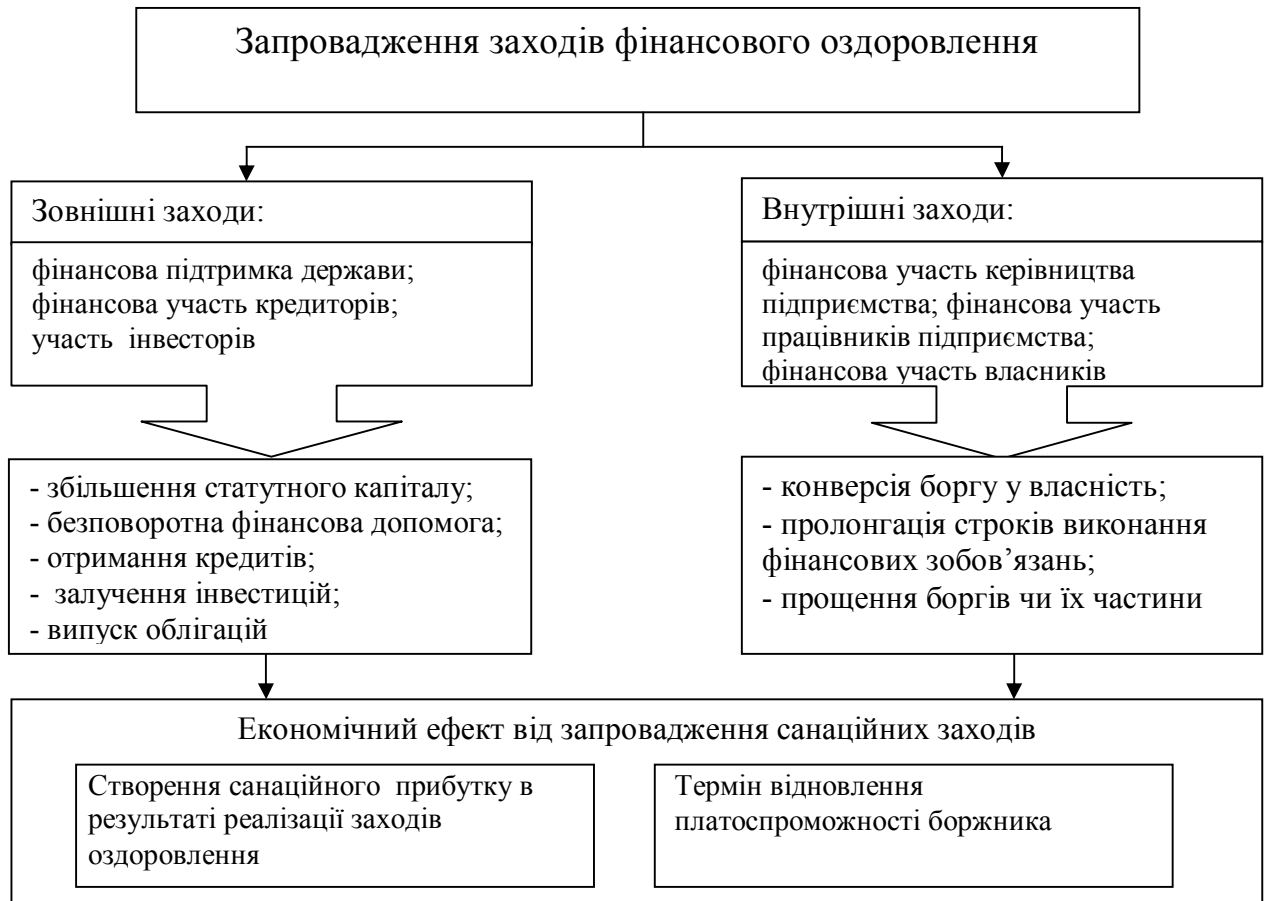 Запровадження заходів фінансового оздоровлення
Зовнішні заходи:
фінансова підтримка держави;
фінансова участь кредиторів;
участь інвесторів
Внутрішні заходи:
фінансова участь керівництва
підприємства; фінансова участь
працівників підприємства;
фінансова участь власників
- збільшення статутного капіталу;
- безповоротна фінансова допомога;
- отримання кредитів;
- залучення інвестицій;
- випуск облігацій
- конверсія боргу у власність;
- пролонгація строків виконання
фінансових зобов’язань;
- прощення боргів чи їх частини
Економічний ефект від запровадження санаційних заходів
Створення санаційного прибутку в
результаті реалізації заходів
оздоровлення
Термін відновлення
платоспроможності боржника